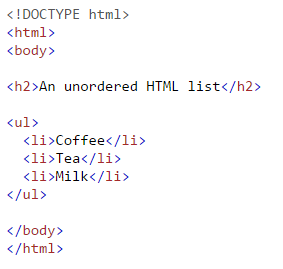 <!DOCTYPE html>
<html>
<body>

<h2>An unordered HTML list</h2>

<ul>
  <li>Coffee</li>
  <li>Tea</li>
  <li>Milk</li>
</ul>

</body>
</html>